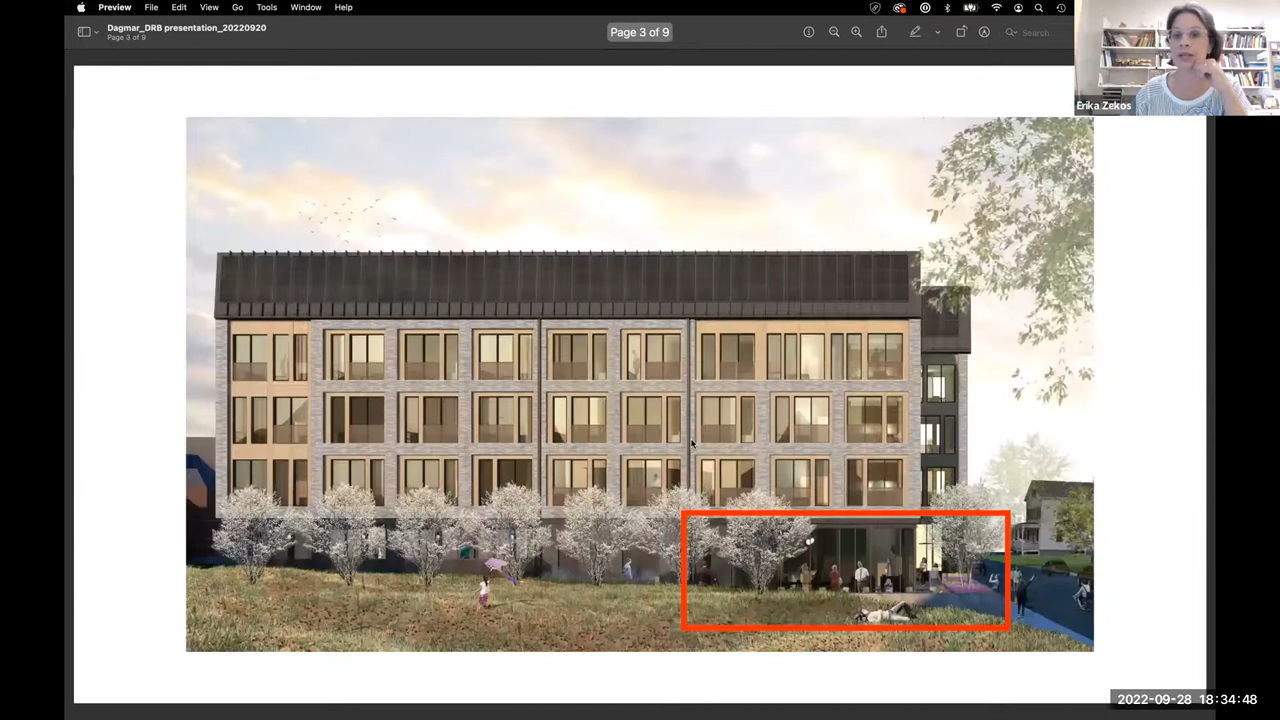 Preview File Edit View Go Tools Window Help
Dagmar_DRB presentation_20220920
Page 3 of 9
Page 3 of 9
Search
Erika Zekos
2022-09-28 18:34:48